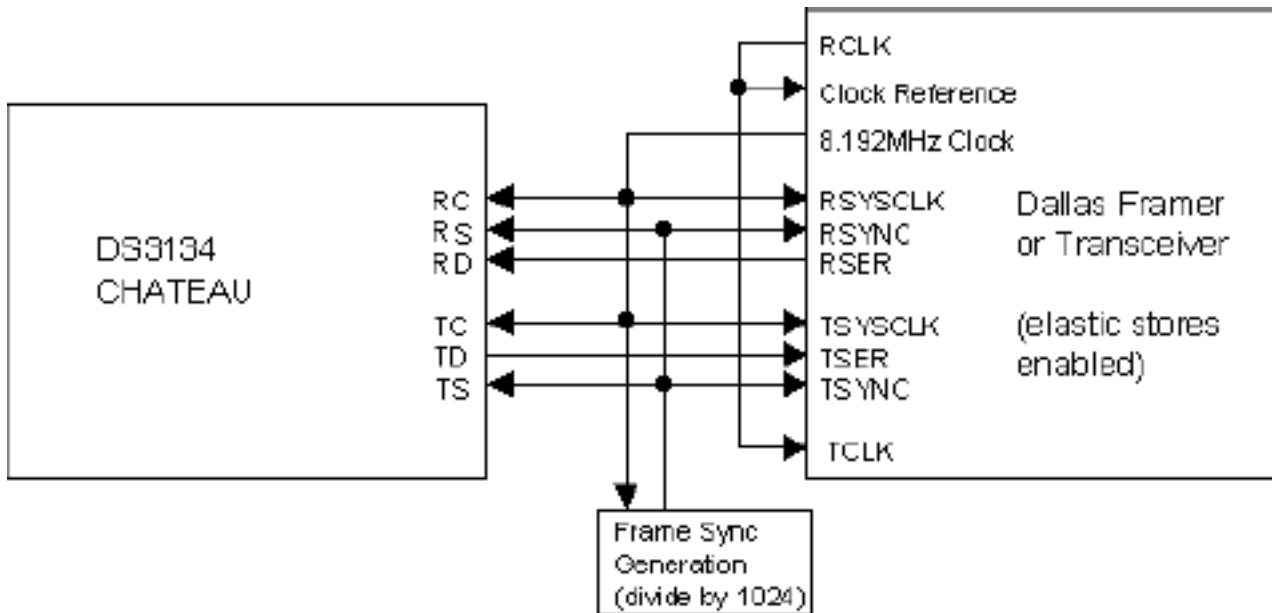 DS3134
CHATEAU
RC
RS
RD
TC
TD
TS
RCLK
Clock Reference
8.192MHz Clock
RSYSCLK
RSYNC
RSER
TSYSCLK
TSER
TSYNC
TCLK
Dallas Framer
or Transceiver
(elastic stores
enabled)
Frame Sync
Generation
(divide by 1024)